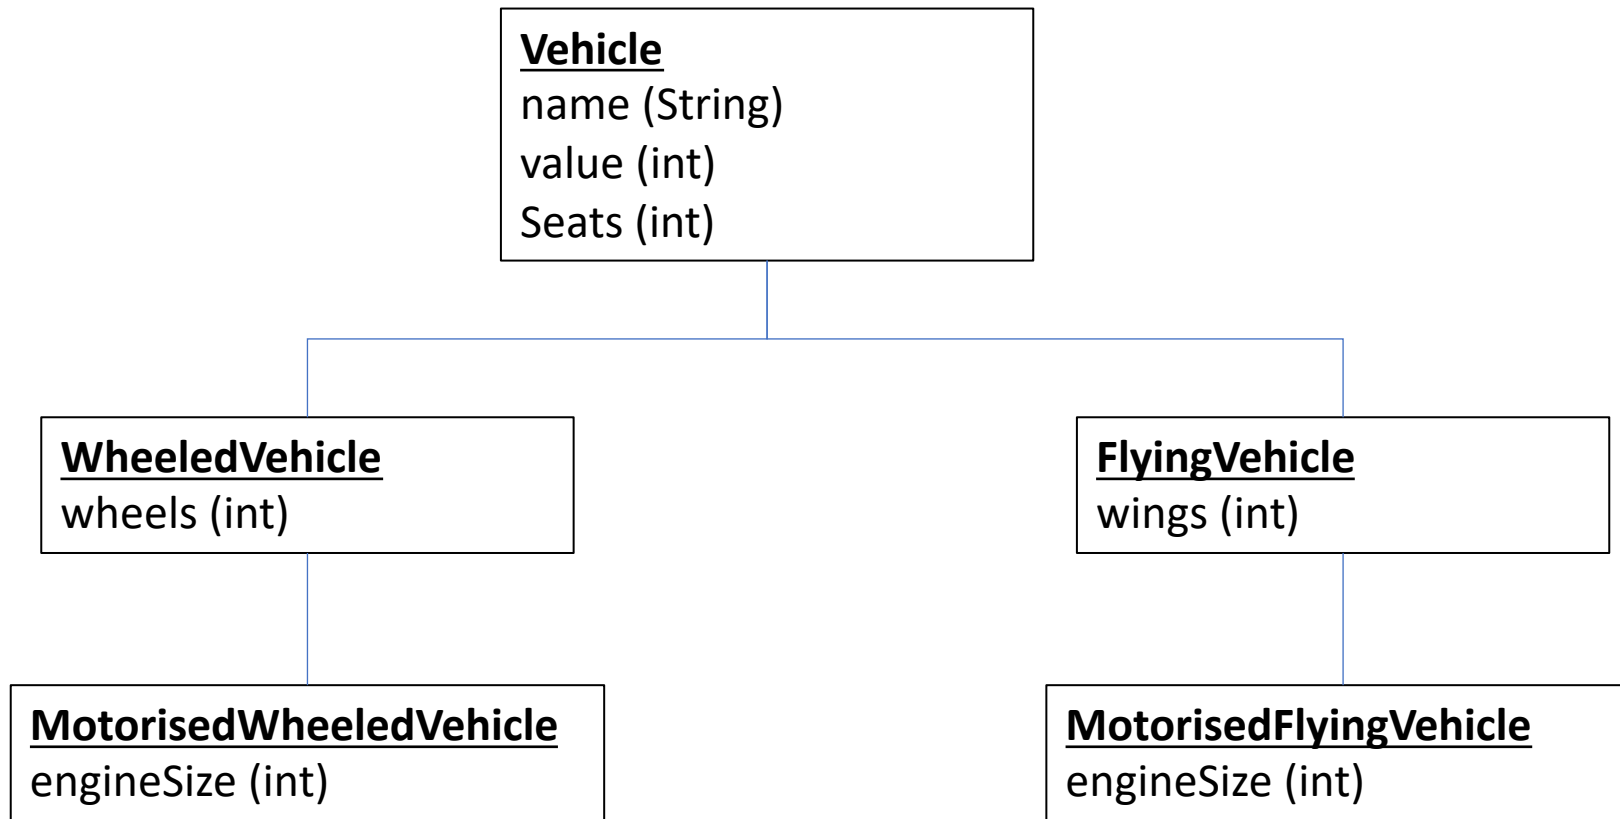 Vehicle
name (String)
value (int)
Seats (int)
WheeledVehicle
wheels (int)
FlyingVehicle
wings (int)
MotorisedWheeledVehicle
engineSize (int)
MotorisedFlyingVehicle
engineSize (int)